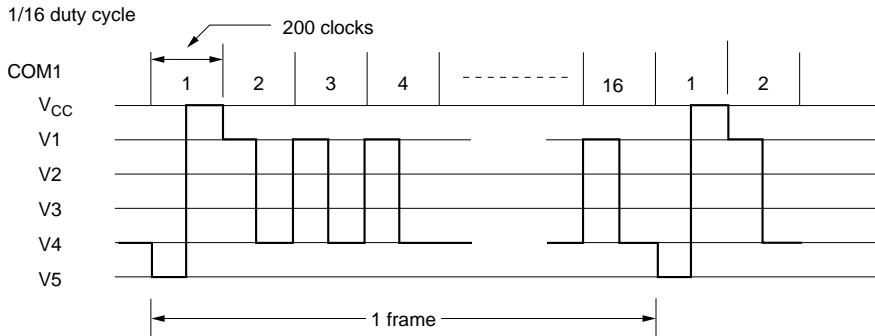 1/16 duty cycle
200 clocks
COM1
1 2 3 4 16 1 2
VCC
V1
V2
V3
V4
V5
1 frame